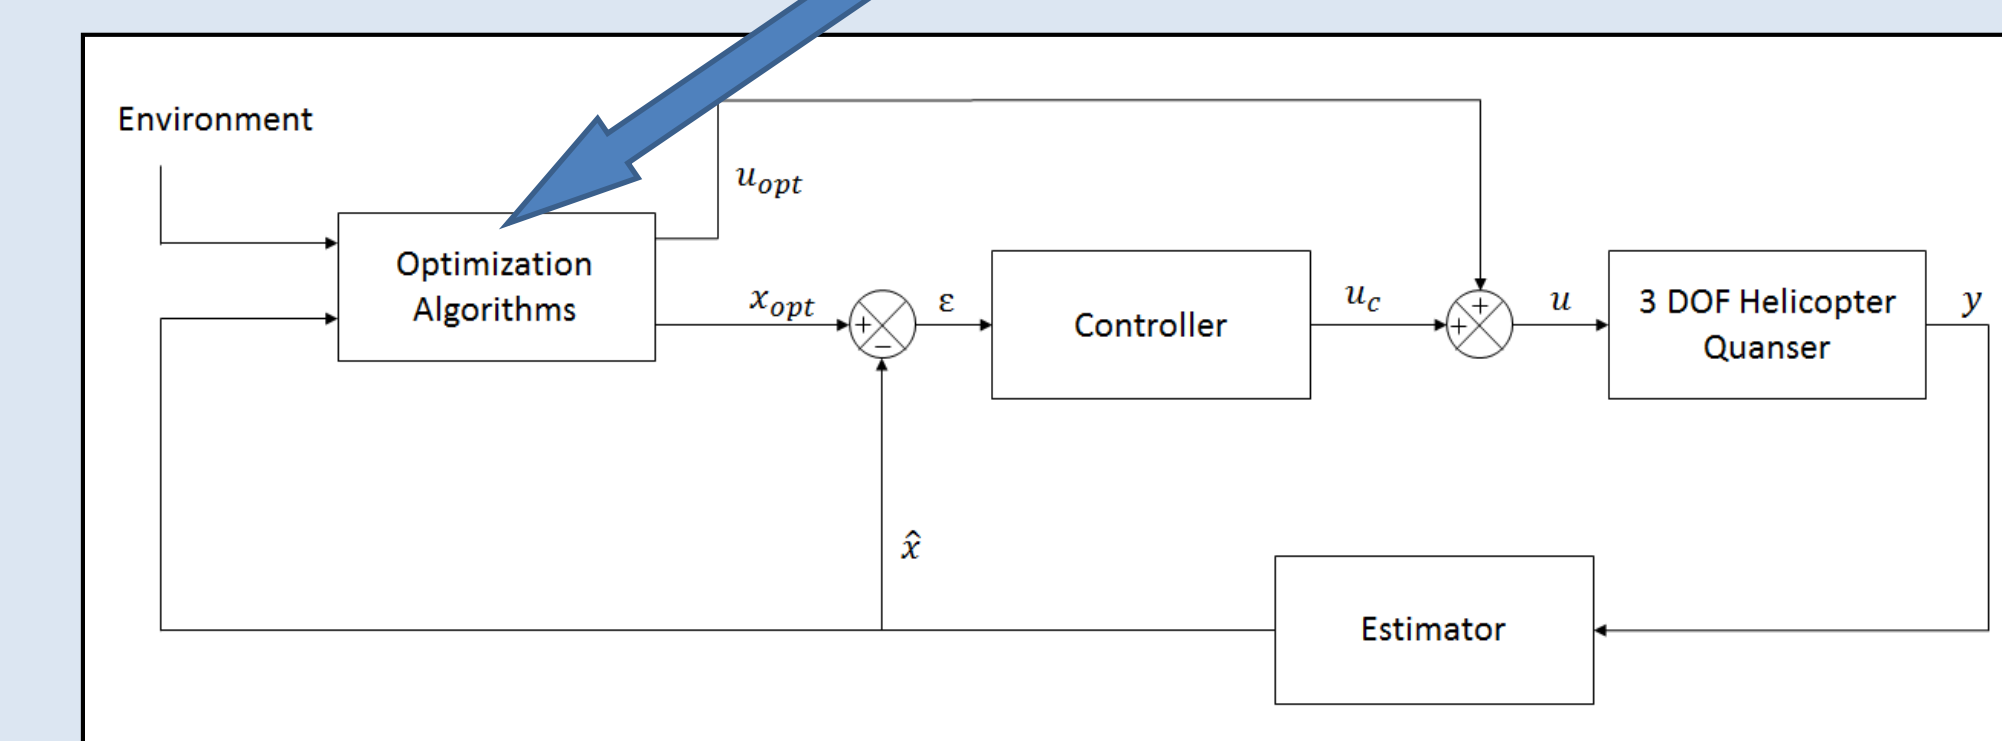 Environment
u_opt
Optimization
Algorithms
x_opt
+
−
ε
Controller
u_c
+
+
u
3 DOF Helicopter
Quanser
y
x̂
Estimator